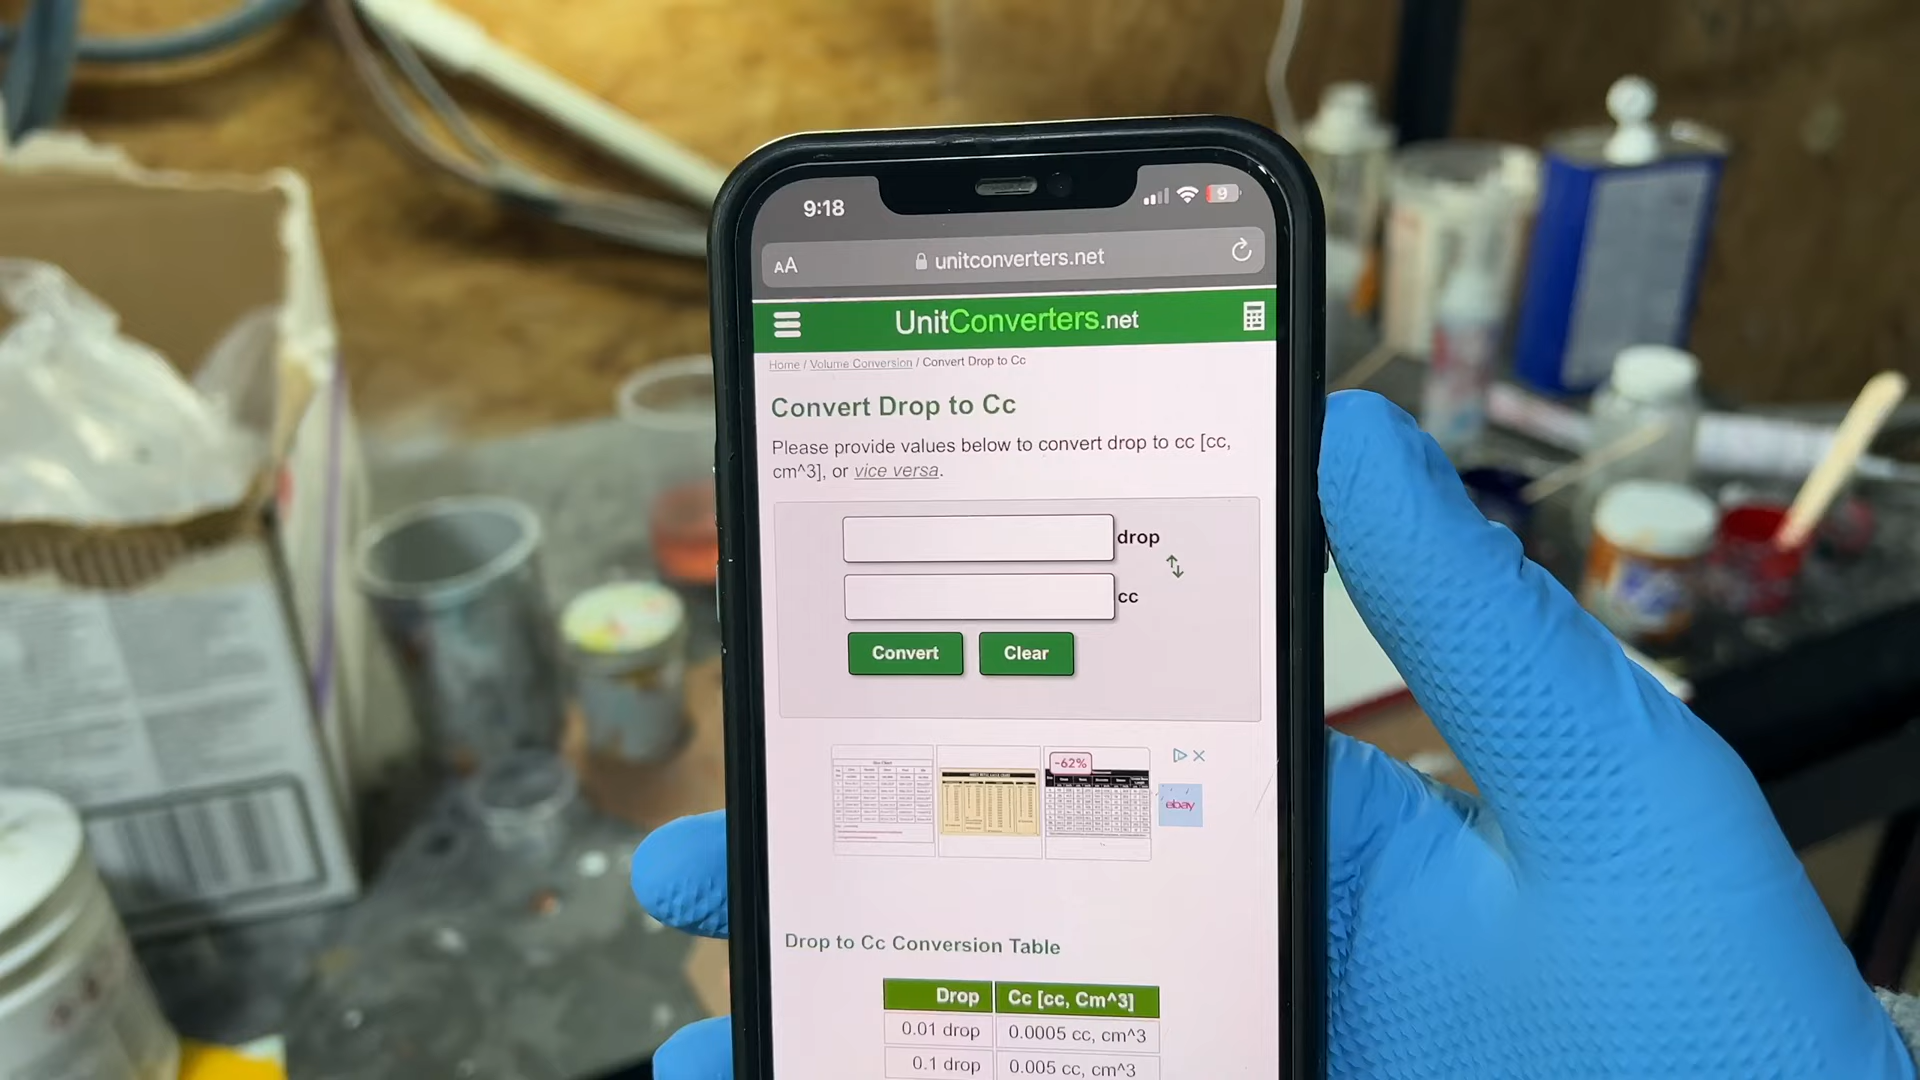 9:18
9
AA
unitconverters.net
UnitConverters.net
Home / Volume Conversion / Convert Drop to Cc
Convert Drop to Cc
Please provide values below to convert drop to cc [cc,
cm^3], or vice versa.
drop
cc
Convert
Clear
-62%
ebay
Drop to Cc Conversion Table
Drop
Cc [cc, Cm^3]
0.01 drop
0.0005 cc, cm^3
0.1 drop
0.005 cc, cm^3